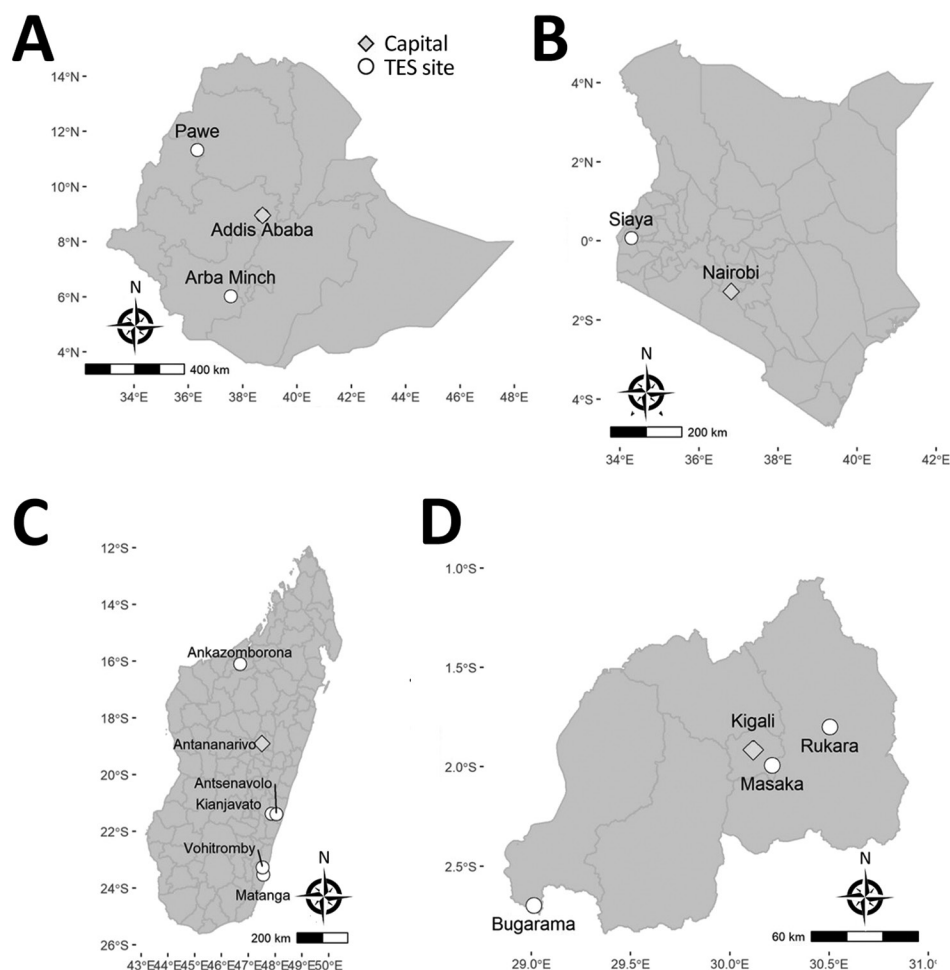 A
Capital
TES site
14°N
12°N
10°N
8°N
6°N
4°N
Pawe
Addis Ababa
Arba Minch
N
400 km
34°E 36°E 38°E 40°E 42°E 44°E 46°E 48°E
B
4°N
2°N
0°
2°S
4°S
Siaya
Nairobi
N
200 km
34°E 36°E 38°E 40°E 42°E
C
12°S
14°S
16°S
18°S
20°S
22°S
24°S
26°S
Ankazomborona
Antananarivo
Antsenavolo
Kianjavato
Vohitromby
Matanga
N
200 km
43°E44°E45°E46°E47°E48°E49°E50°E
D
1.0°S
1.5°S
2.0°S
2.5°S
Kigali
Rukara
Masaka
Bugarama
N
60 km
29.0°E 29.5°E 30.0°E 30.5°E 31.0°